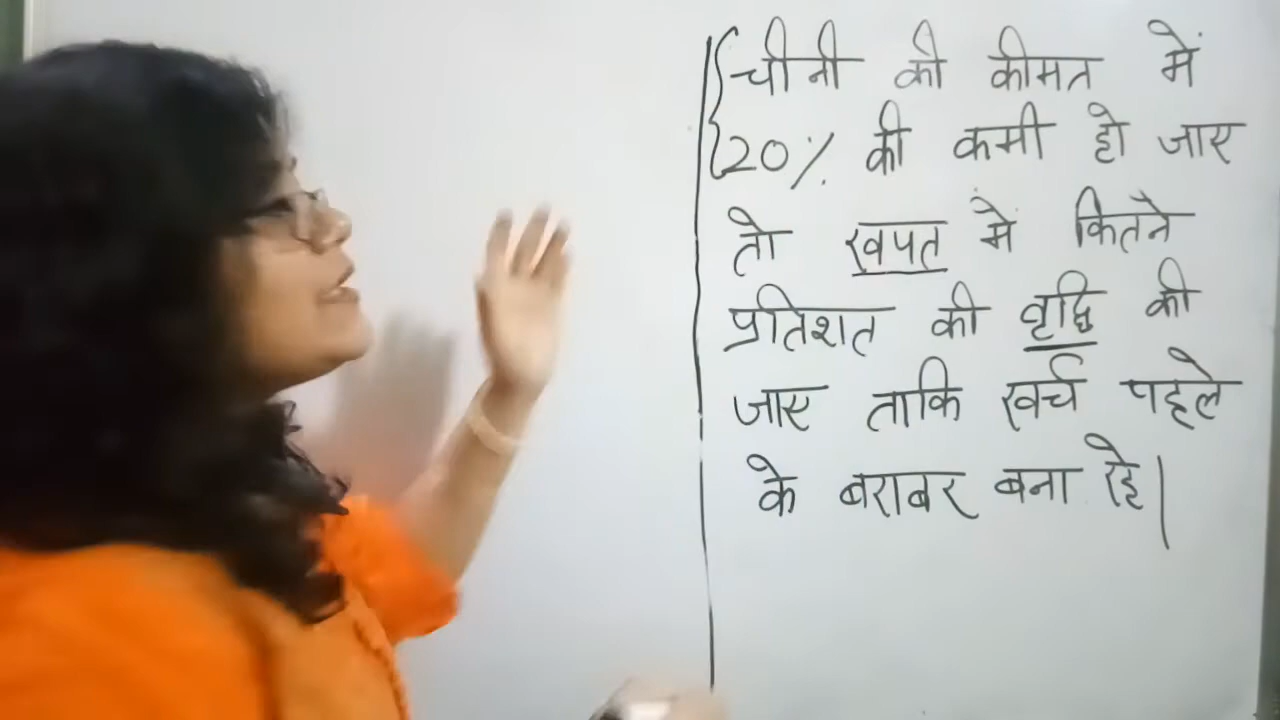 चीनी की कीमत में
20% की कमी हो जाए
तो खपत में कितने
प्रतिशत की वृद्धि की
जाए ताकि खर्च पहले
के बराबर बना रहे।